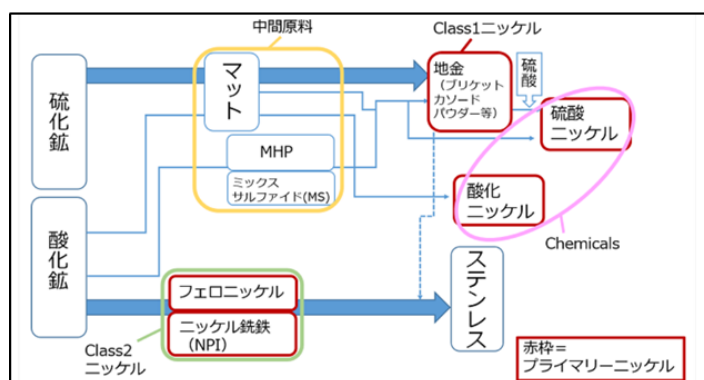 中間原料
Class1ニッケル
硫化鉱
マット
地金
（ブリケット
カソード
パウダー等）
硫酸
硫酸
ニッケル
MHP
ミックス
サルファイド(MS)
酸化
ニッケル
Chemicals
酸化鉱
フェロニッケル
ニッケル銑鉄
（NPI）
ステンレス
Class2
ニッケル
赤枠＝
プライマリーニッケル